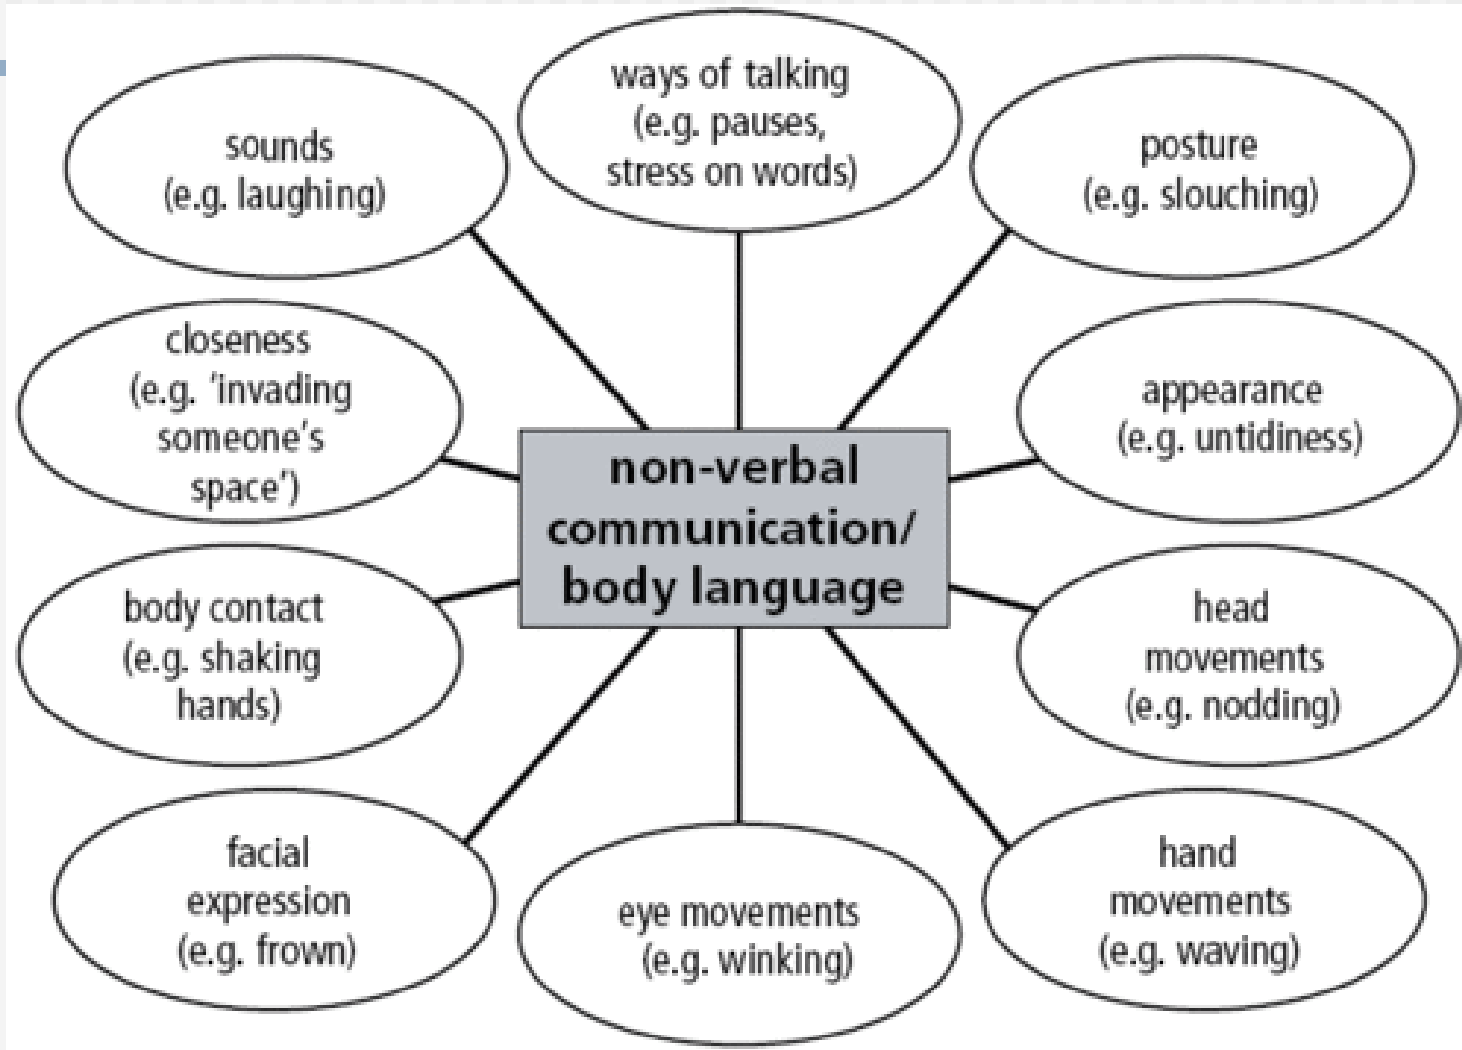 ways of talking
(e.g. pauses,
stress on words)
sounds
(e.g. laughing)
posture
(e.g. slouching)
closeness
(e.g. ‘invading
someone’s
space’)
appearance
(e.g. untidiness)
non-verbal
communication/
body language
body contact
(e.g. shaking
hands)
head
movements
(e.g. nodding)
facial
expression
(e.g. frown)
eye movements
(e.g. winking)
hand
movements
(e.g. waving)